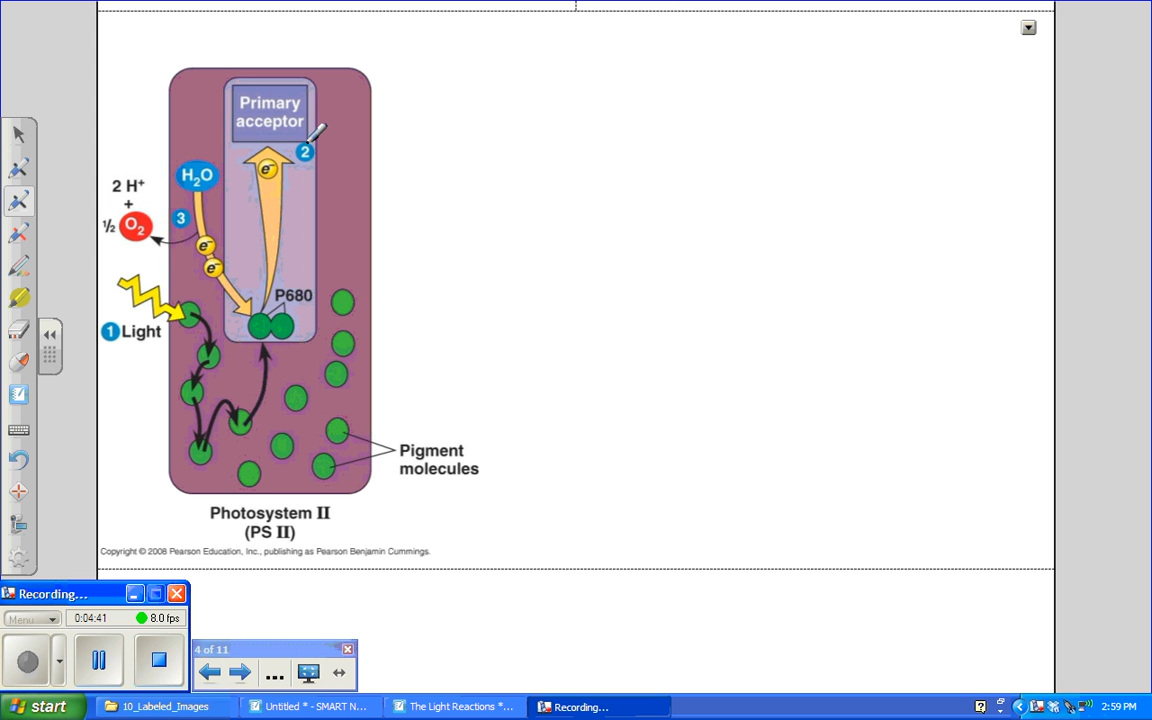 Primary
acceptor
2
e⁻
H₂O
2 H⁺
+
½ O₂
3
e⁻
e⁻
P680
1 Light
Pigment
molecules
Photosystem II
(PS II)
Copyright © 2008 Pearson Education, Inc., publishing as Pearson Benjamin Cummings.
Recording...
Menu
0:04:41
8.0 fps
4 of 11
...
start
10_Labeled_Images
Untitled * - SMART N...
The Light Reactions *...
Recording...
2:59 PM